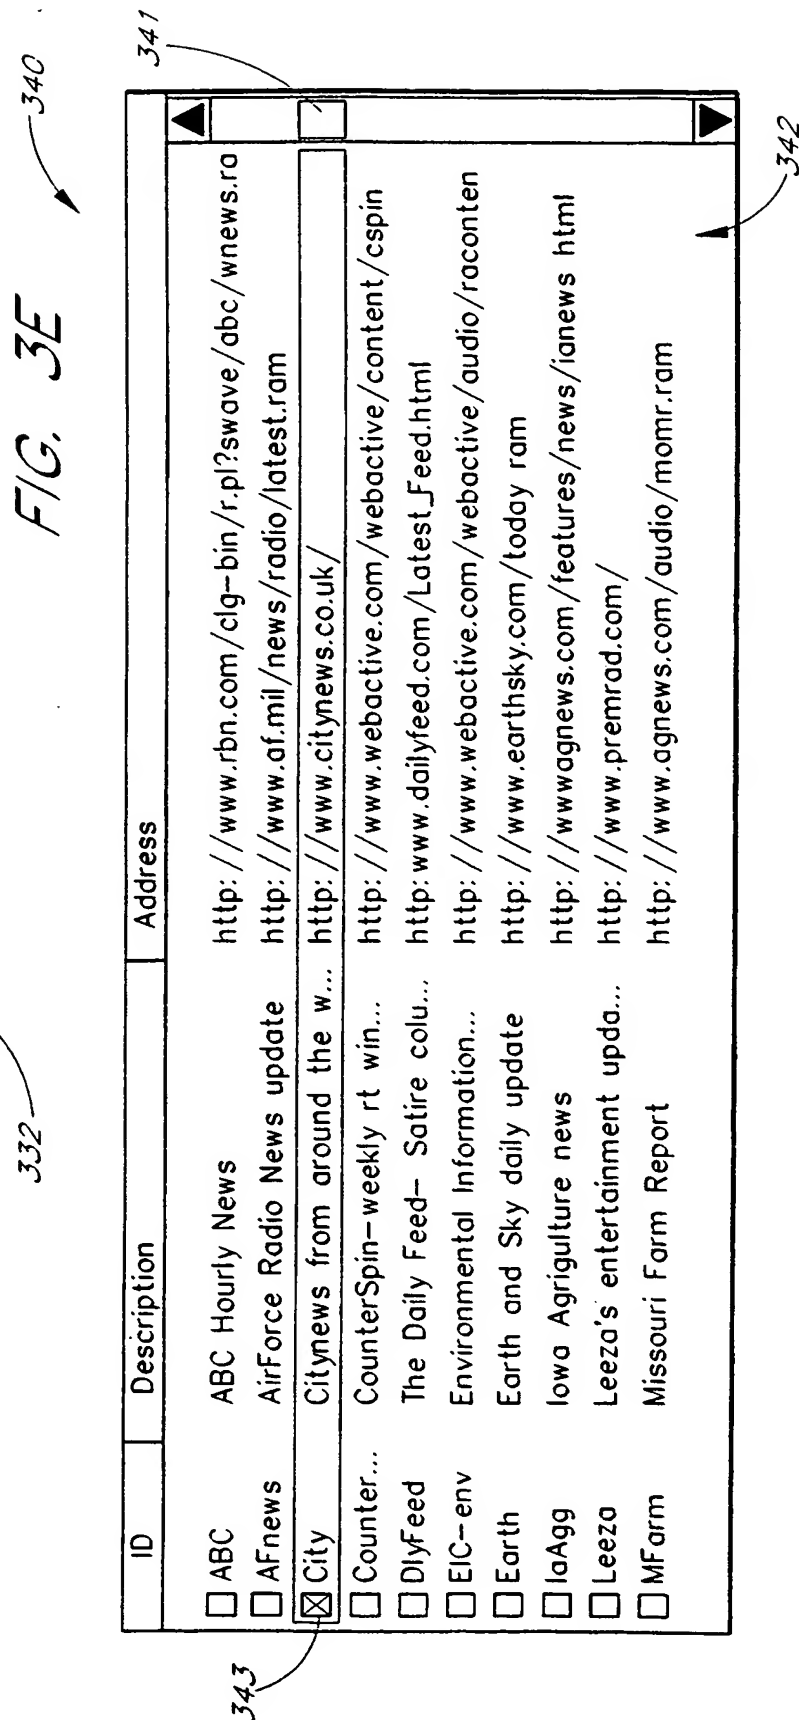 FIG. 3E
340
341
332
ID Description Address
ABC ABC Hourly News http://www.rbn.com/clg-bin/r.pl?swave/abc/wnews.ra
AFnews AirForce Radio News update http://www.af.mil/news/radio/latest.ram
City Citynews from around the w... http://www.citynews.co.uk/
Counter... CounterSpin-weekly rt win... http://www.webactive.com/webactive/content/cspin
DlyFeed The Daily Feed- Satire colu... http:www.dailyfeed.com/Latest_Feed.html
EIC-env Environmental Information... http://www.webactive.com/webactive/audio/raconten
Earth Earth and Sky daily update http://www.earthsky.com/today ram
IaAgg Iowa Agrigulture news http://wwwagnews.com/features/news/ianews html
Leeza Leeza's entertainment upda... http://www.premrad.com/
MFarm Missouri Farm Report http://www.agnews.com/audio/momr.ram
343
342